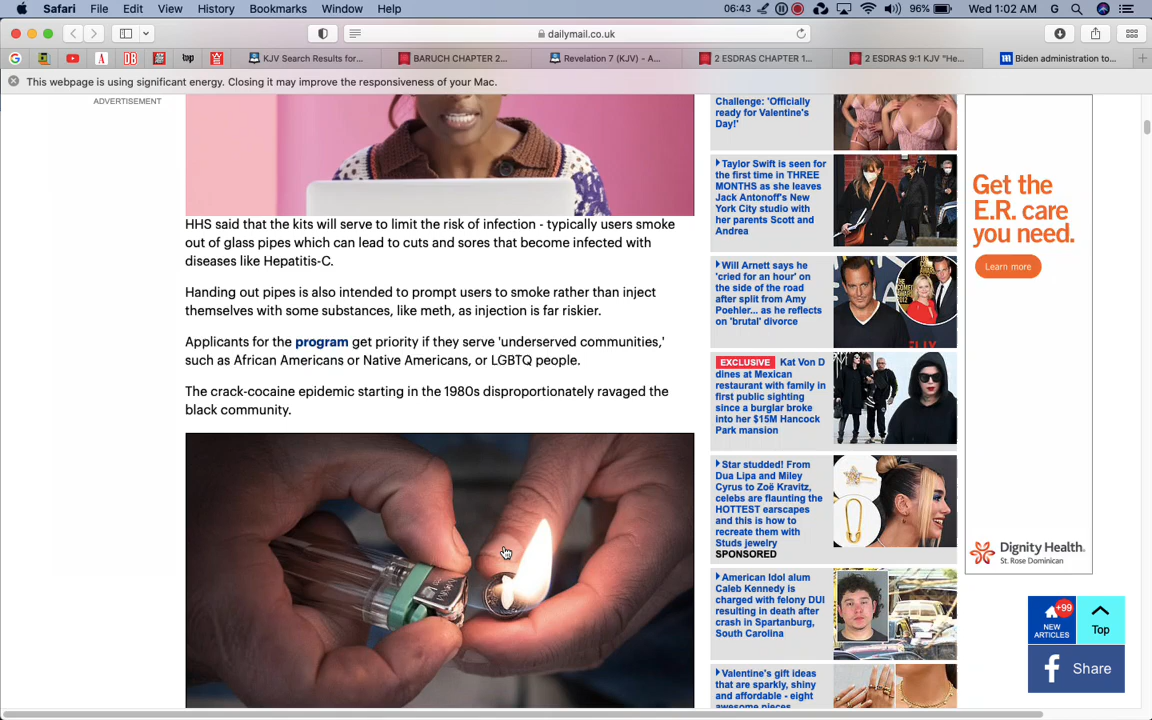 Safari File Edit View History Bookmarks Window Help
06:43 96% Wed 1:02 AM G
dailymail.co.uk
KJV Search Results for... BARUCH CHAPTER 2... Revelation 7 (KJV) - A... 2 ESDRAS CHAPTER 1... 2 ESDRAS 9:1 KJV "He... Biden administration to...
This webpage is using significant energy. Closing it may improve the responsiveness of your Mac.
ADVERTISEMENT
HHS said that the kits will serve to limit the risk of infection - typically users smoke
out of glass pipes which can lead to cuts and sores that become infected with
diseases like Hepatitis-C.
Handing out pipes is also intended to prompt users to smoke rather than inject
themselves with some substances, like meth, as injection is far riskier.
Applicants for the program get priority if they serve 'underserved communities,'
such as African Americans or Native Americans, or LGBTQ people.
The crack-cocaine epidemic starting in the 1980s disproportionately ravaged the
black community.
Challenge: 'Officially
ready for Valentine's
Day!'
Taylor Swift is seen for
the first time in THREE
MONTHS as she leaves
Jack Antonoff's New
York City studio with
her parents Scott and
Andrea
Will Arnett says he
'cried for an hour' on
the side of the road
after split from Amy
Poehler... as he reflects
on 'brutal' divorce
EXCLUSIVE Kat Von D
dines at Mexican
restaurant with family in
first public sighting
since a burglar broke
into her $15M Hancock
Park mansion
Star studded! From
Dua Lipa and Miley
Cyrus to Zoë Kravitz,
celebs are flaunting the
HOTTEST earscapes
and this is how to
recreate them with
Studs jewelry
SPONSORED
American Idol alum
Caleb Kennedy is
charged with felony DUI
resulting in death after
crash in Spartanburg,
South Carolina
Valentine's gift ideas
that are sparkly, shiny
and affordable - eight
awesome pieces
Get the
E.R. care
you need.
Learn more
Dignity Health
St. Rose Dominican
+99
NEW
ARTICLES
Top
Share